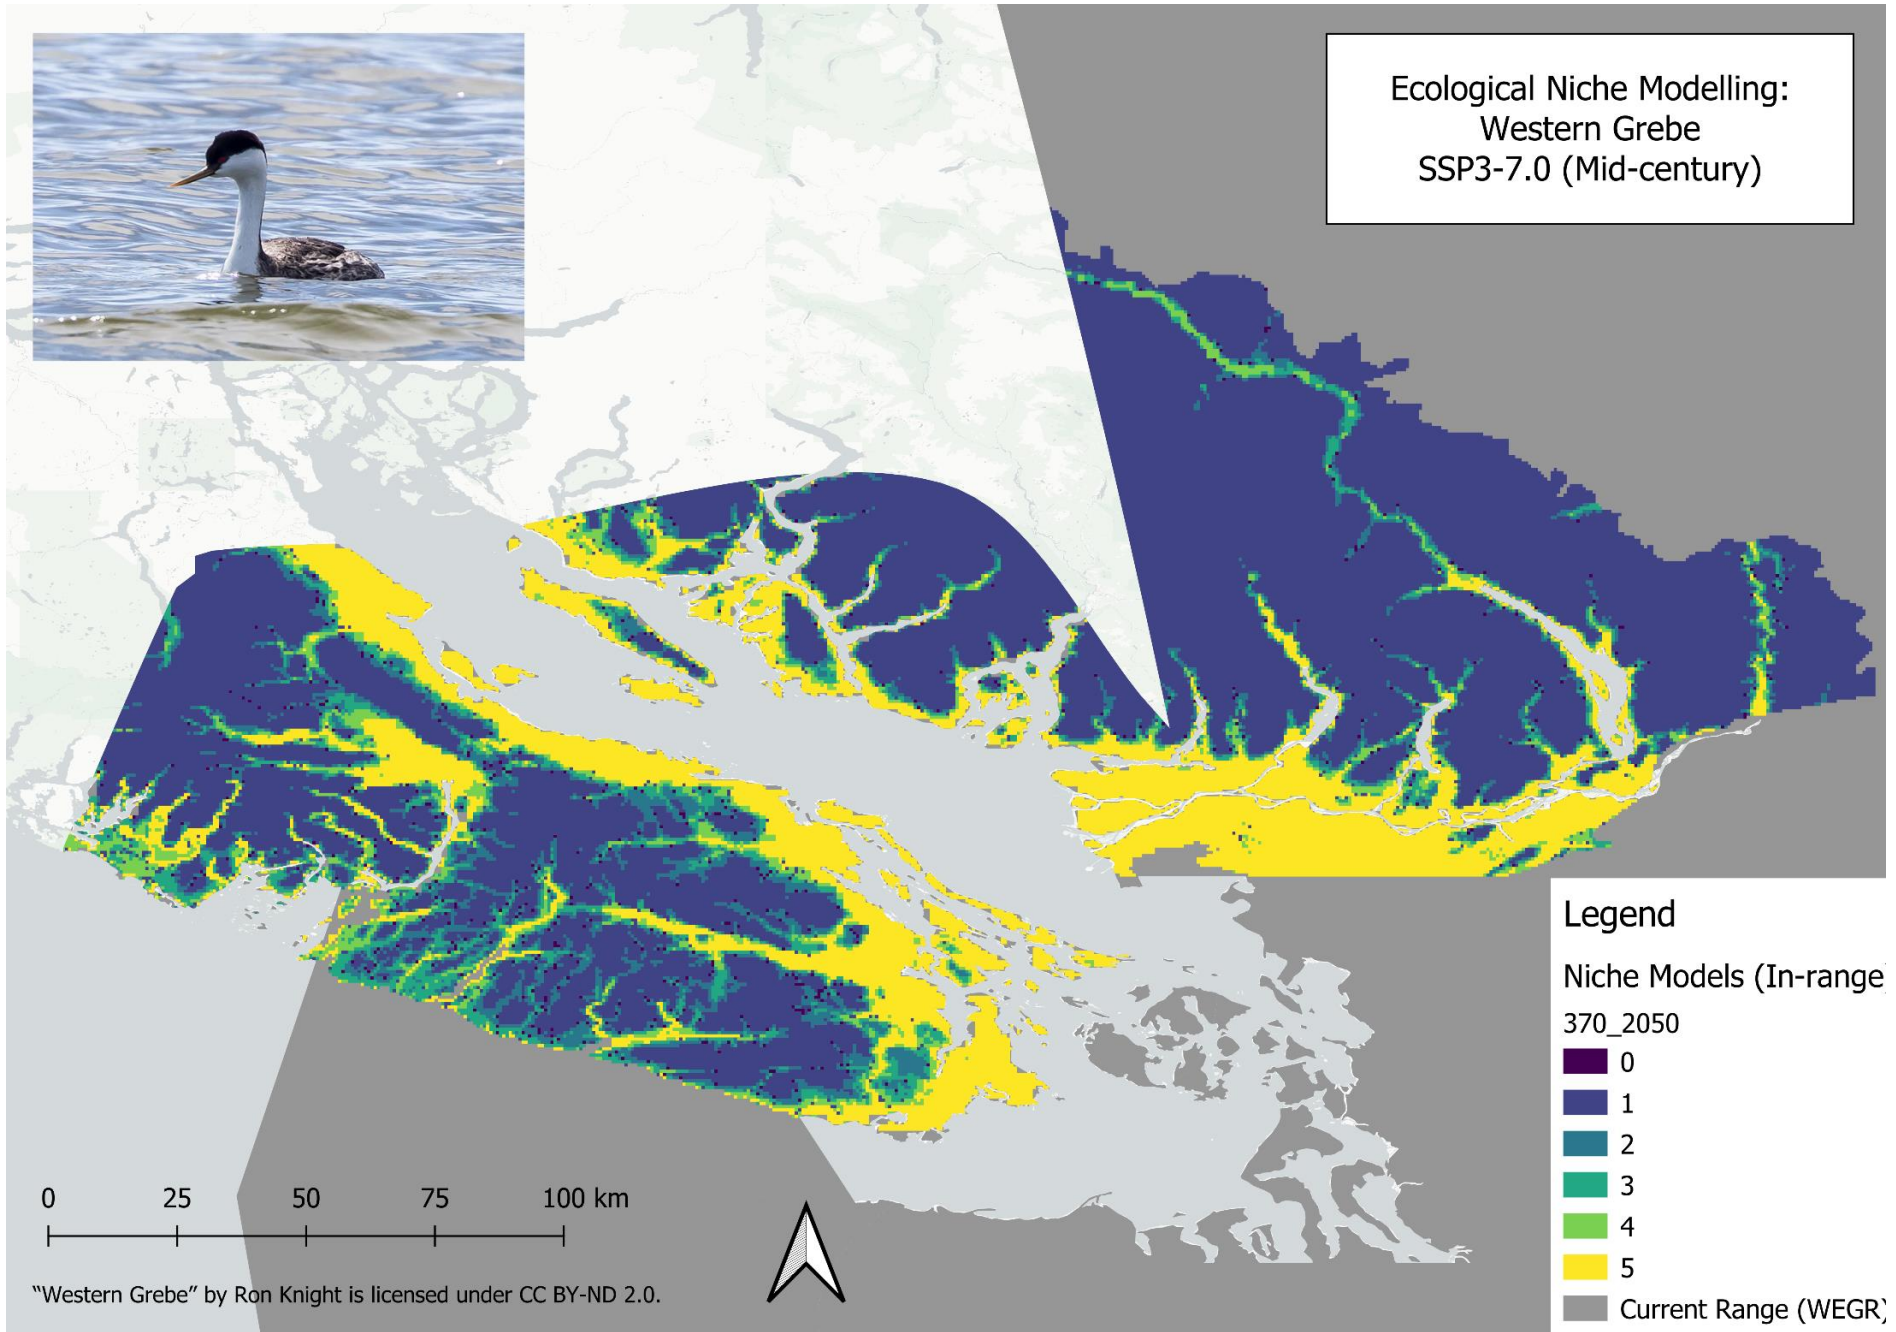 Ecological Niche Modelling:
Western Grebe
SSP3-7.0 (Mid-century)
Legend
Niche Models (In-range)
370_2050
0
1
2
3
4
5
Current Range (WEGR)
0 25 50 75 100 km
“Western Grebe” by Ron Knight is licensed under CC BY-ND 2.0.